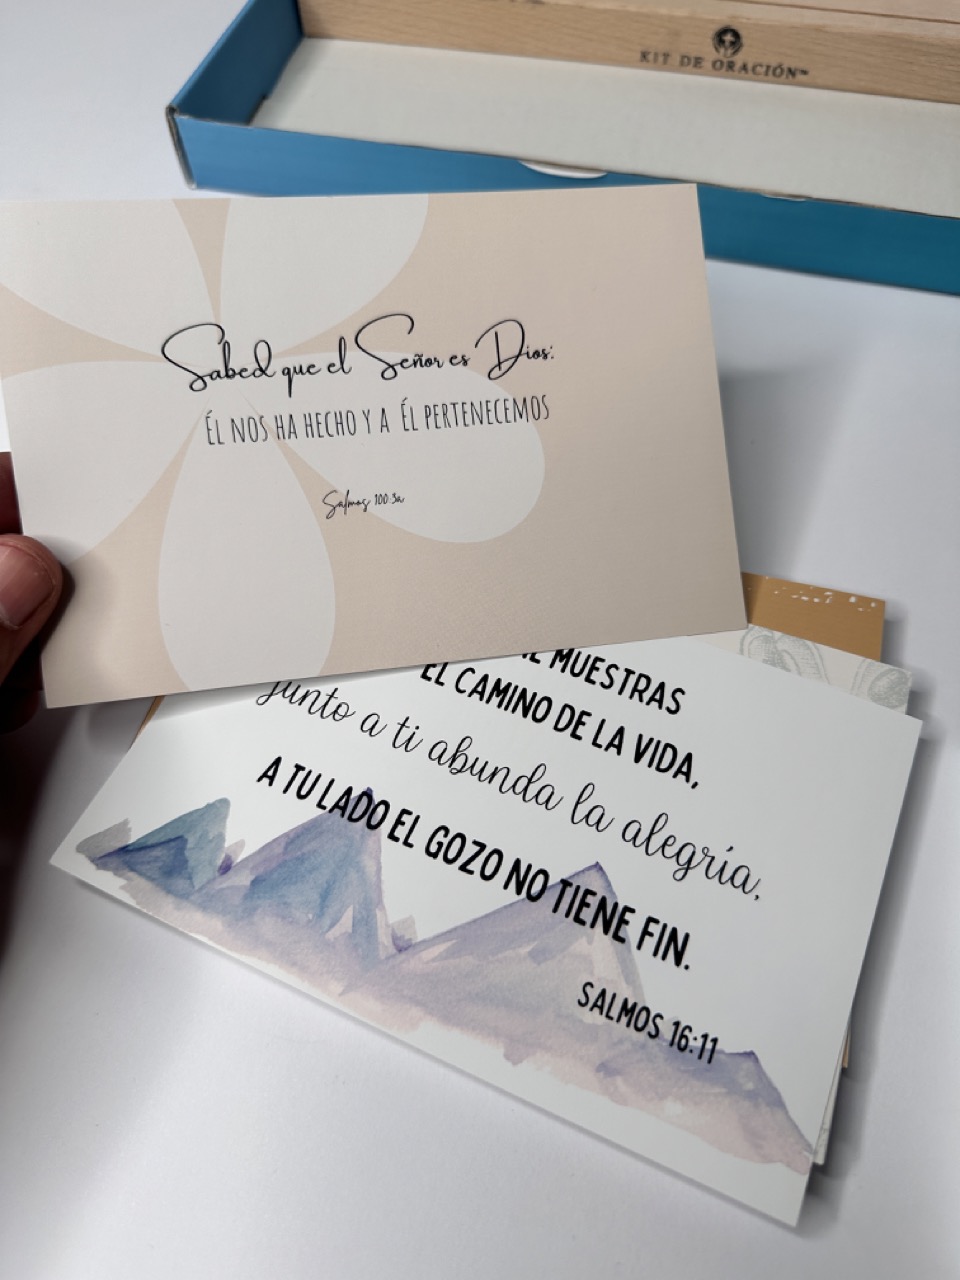 KIT DE ORACIÓN™
Sabed que el Señor es Dios:
ÉL NOS HA HECHO Y A ÉL PERTENECEMOS
Salmos 100:3a
MUESTRAS
EL CAMINO DE LA VIDA,
junto a ti abunda la alegría,
A TU LADO EL GOZO NO TIENE FIN.
SALMOS 16:11